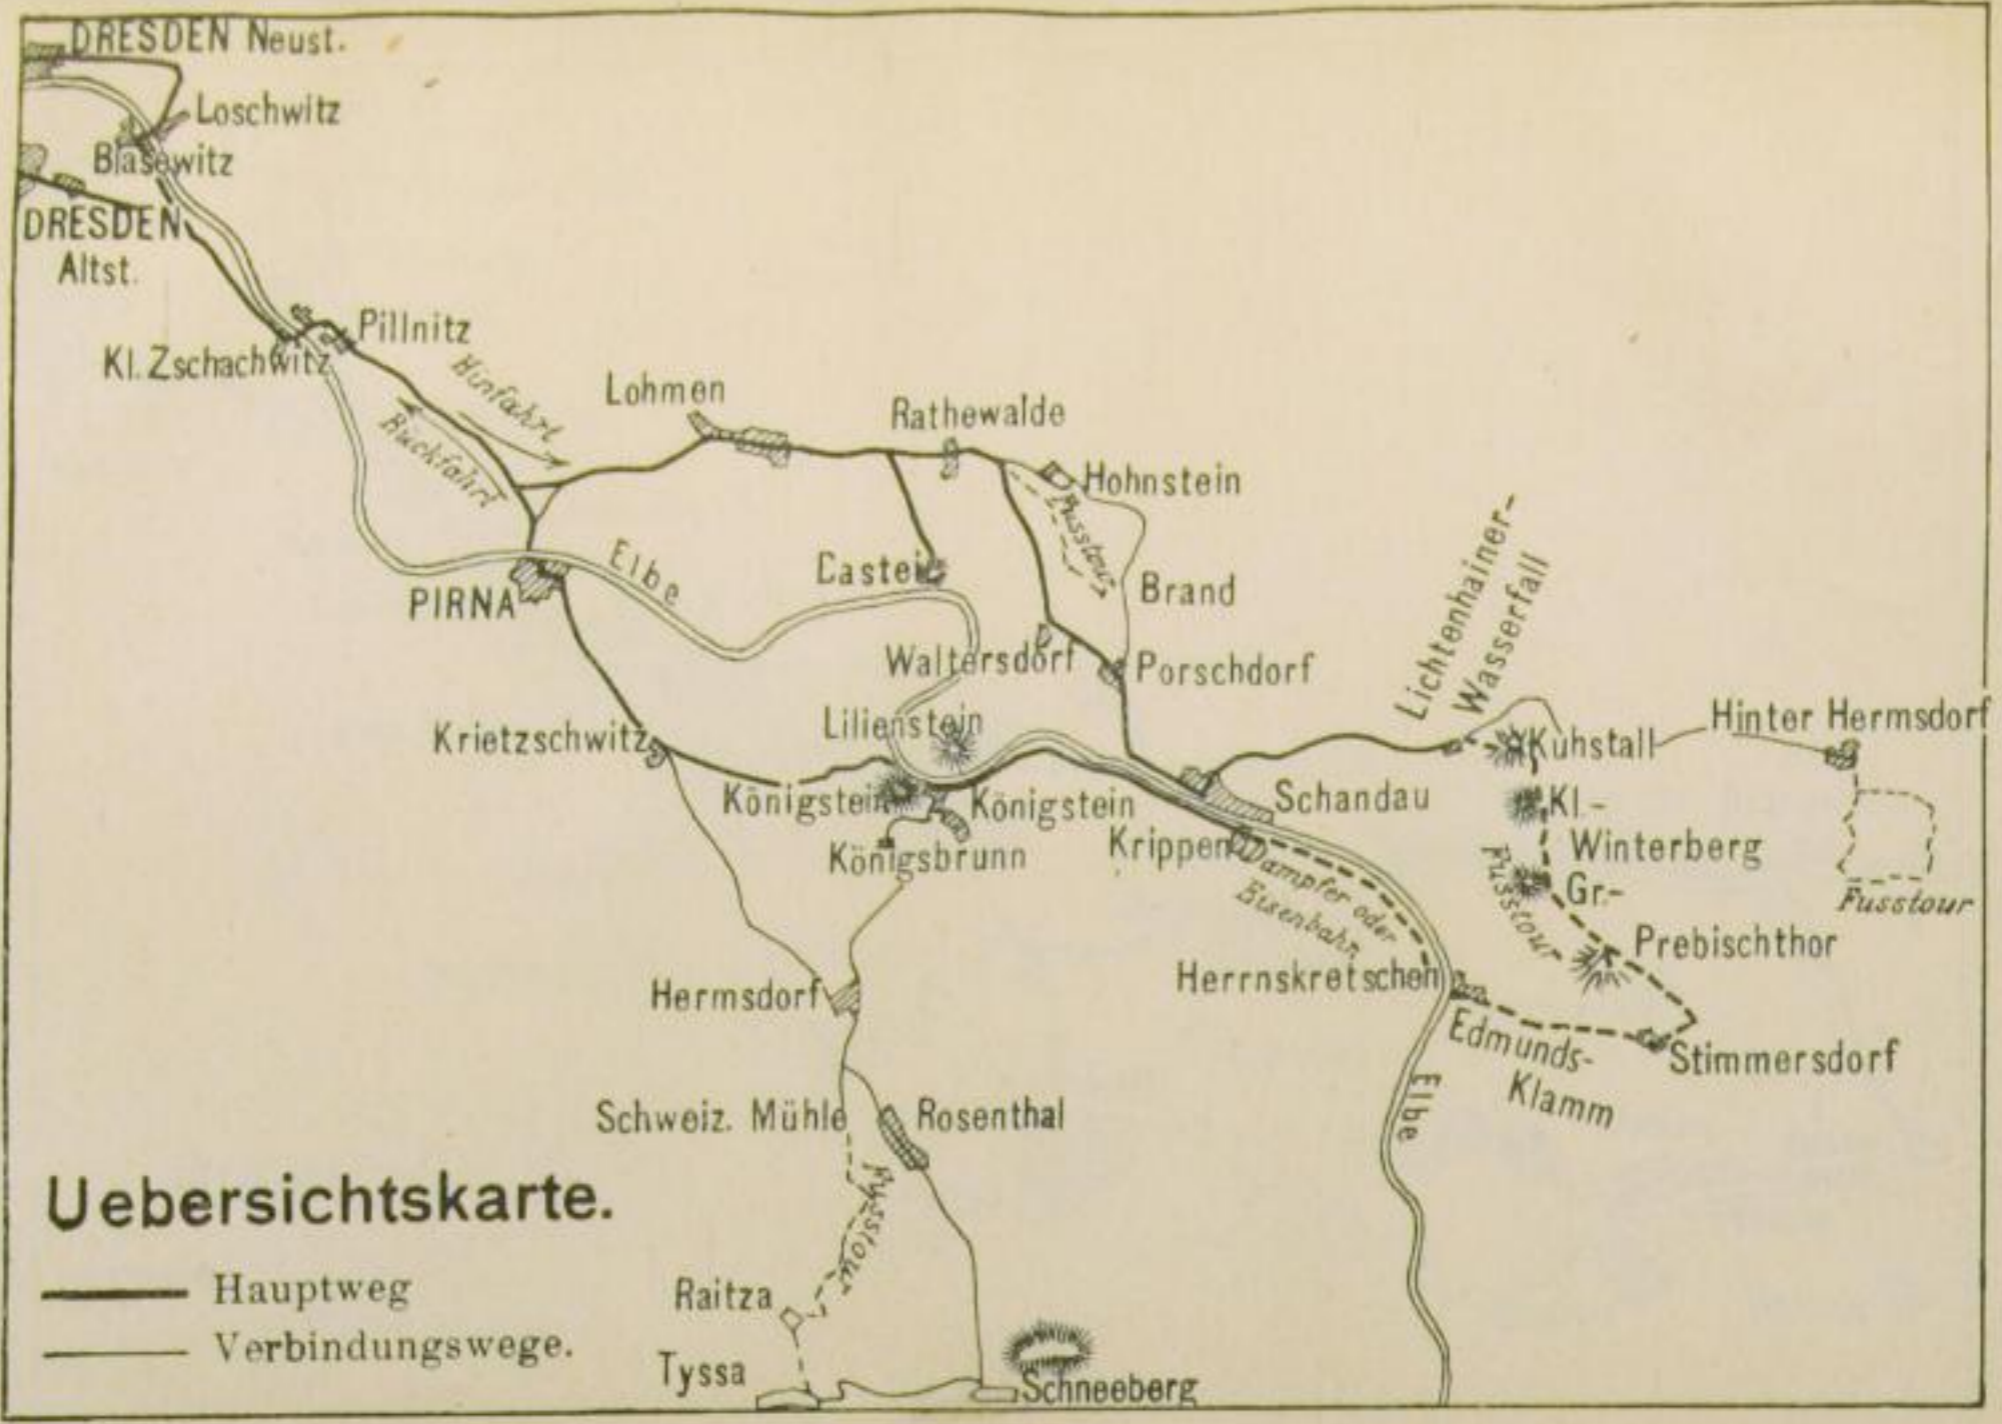 DRESDEN Neust.
Loschwitz
Blasewitz
DRESDEN
Altst.
Pillnitz
Kl. Zschachwitz
Hinfahrt
Rückfahrt
Lohmen
Rathewalde
Hohnstein
Fusstour
Elbe
Castei
Brand
PIRNA
Waltersdorf
Porschdorf
Lichtenhainer-
Wasserfall
Lilienstein
Krietzschwitz
Kuhstall
Hinter Hermsdorf
Königstein
Königstein
Schandau
Kl.-
Winterberg
Gr.-
Königsbrunn
Krippen
Dampfer oder
Eisenbahn
Fusstour
Fusstour
Prebischthor
Hermsdorf
Herrnskretschen
Edmunds-
Klamm
Stimmersdorf
Elbe
Schweiz. Mühle
Rosenthal
Fusstour
Uebersichtskarte.
Hauptweg
Verbindungswege.
Raitza
Tyssa
Schneeberg